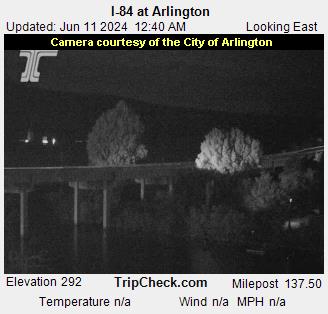 I-84 at Arlington
Updated: Jun 11 2024 12:40 AM Looking East
Camera courtesy of the City of Arlington
Elevation 292 TripCheck.com Milepost 137.50
Temperature n/a Wind n/a MPH n/a